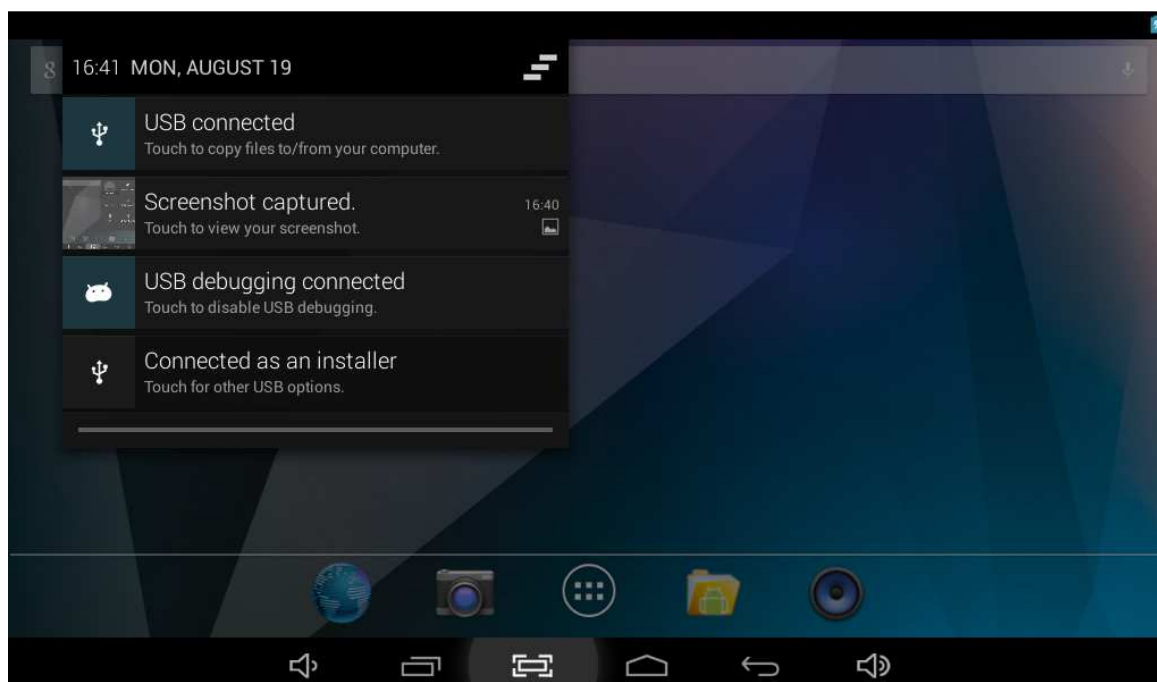 8
16:41 MON, AUGUST 19
USB connected
Touch to copy files to/from your computer.
Screenshot captured.
16:40
Touch to view your screenshot.
USB debugging connected
Touch to disable USB debugging.
Connected as an installer
Touch for other USB options.